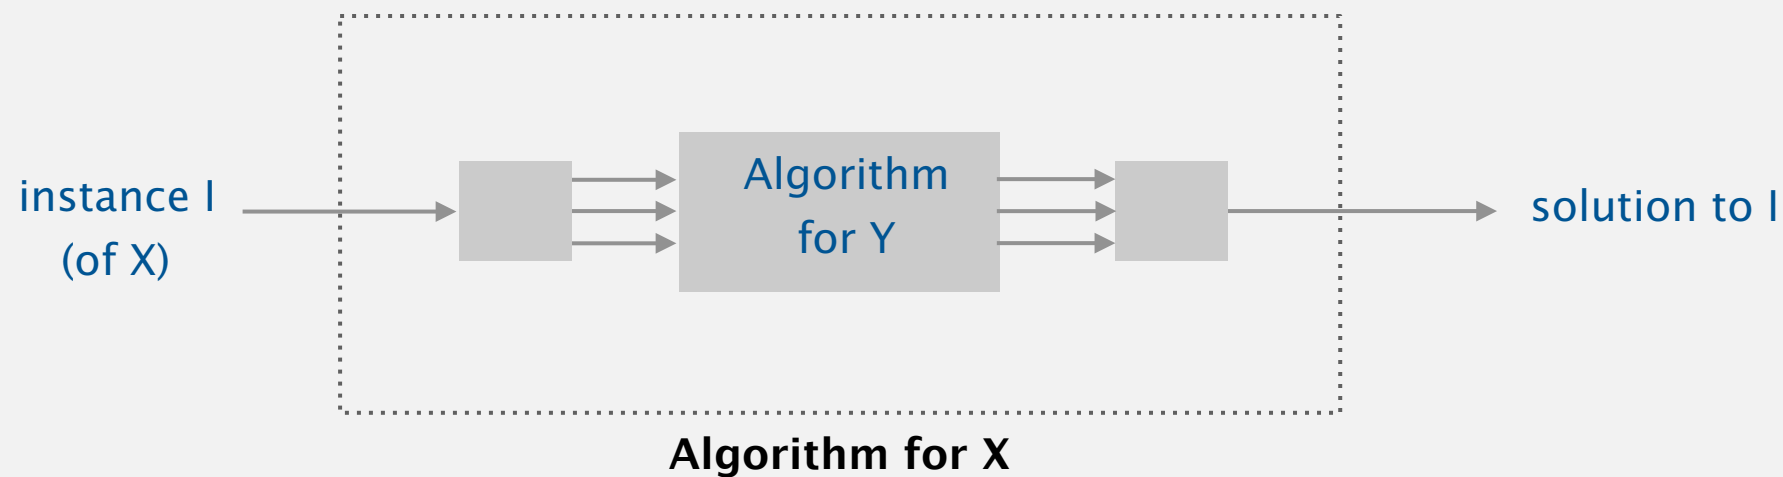 instance I
(of X)
Algorithm
for Y
solution to I
Algorithm for X